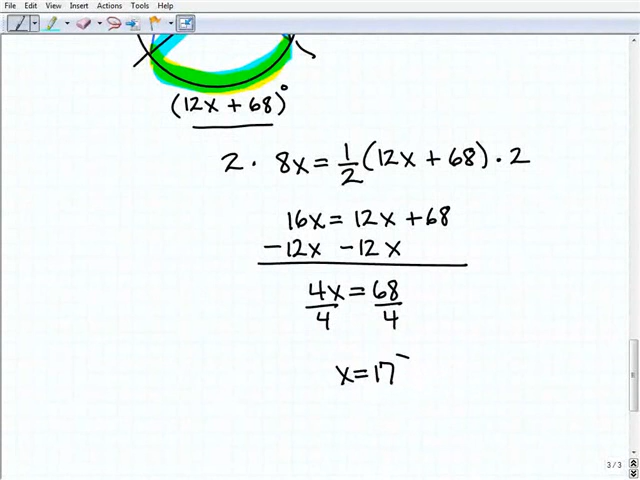 File Edit View Insert Actions Tools Help
(12x + 68)°
2 · 8x = 1/2 (12x + 68) · 2
16x = 12x + 68
-12x -12x
4x = 68
4 4
x = 17
3 / 3